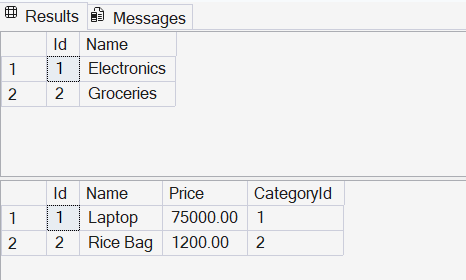 Results Messages
Id Name
1 1 Electronics
2 2 Groceries
Id Name Price CategoryId
1 1 Laptop 75000.00 1
2 2 Rice Bag 1200.00 2